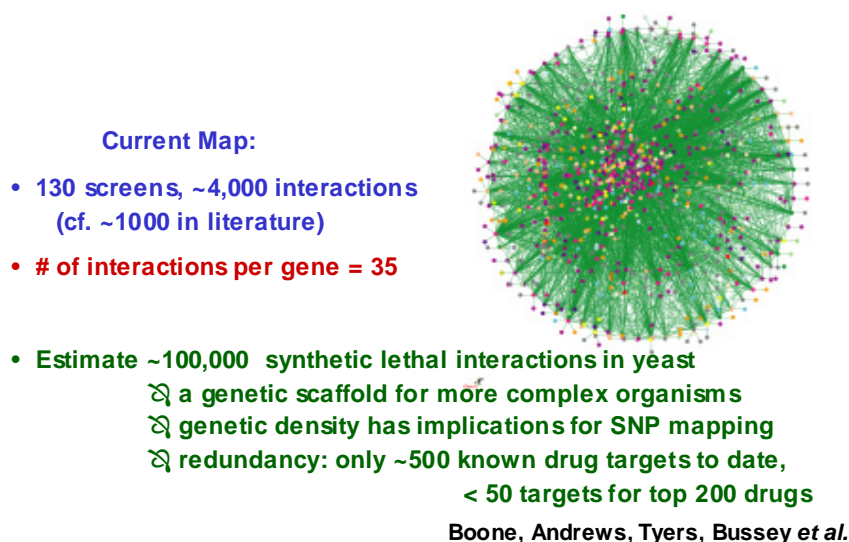 Current Map:
• 130 screens, ~4,000 interactions
(cf. ~1000 in literature)
• # of interactions per gene = 35
• Estimate ~100,000 synthetic lethal interactions in yeast
a genetic scaffold for more complex organisms
genetic density has implications for SNP mapping
redundancy: only ~500 known drug targets to date,
< 50 targets for top 200 drugs
Boone, Andrews, Tyers, Bussey et al.